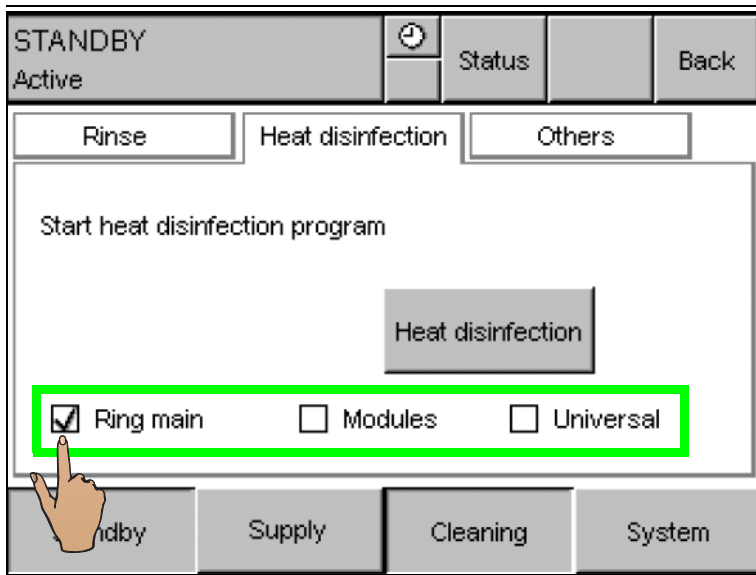 STANDBY
Active
Status
Back
Rinse
Heat disinfection
Others
Start heat disinfection program
Heat disinfection
Ring main
Modules
Universal
Supply
Cleaning
System